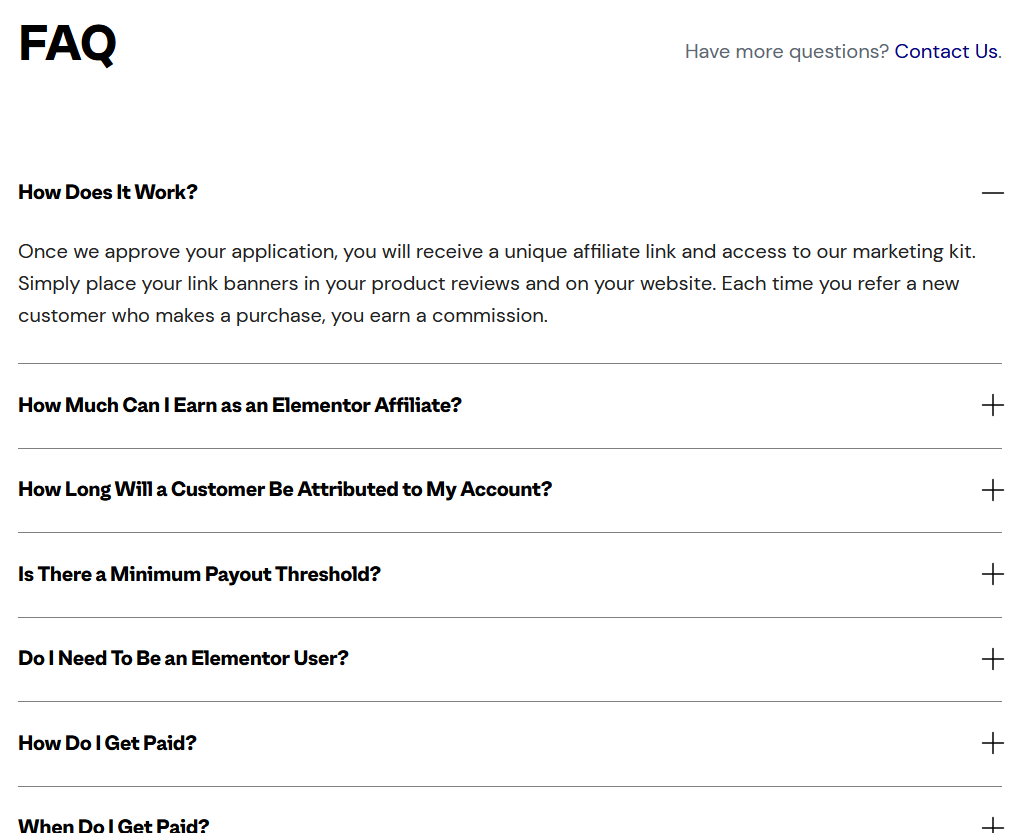 FAQ
Have more questions? Contact Us.
How Does It Work?
Once we approve your application, you will receive a unique affiliate link and access to our marketing kit.
Simply place your link banners in your product reviews and on your website. Each time you refer a new
customer who makes a purchase, you earn a commission.
How Much Can I Earn as an Elementor Affiliate?
How Long Will a Customer Be Attributed to My Account?
Is There a Minimum Payout Threshold?
Do I Need To Be an Elementor User?
How Do I Get Paid?
When Do I Get Paid?